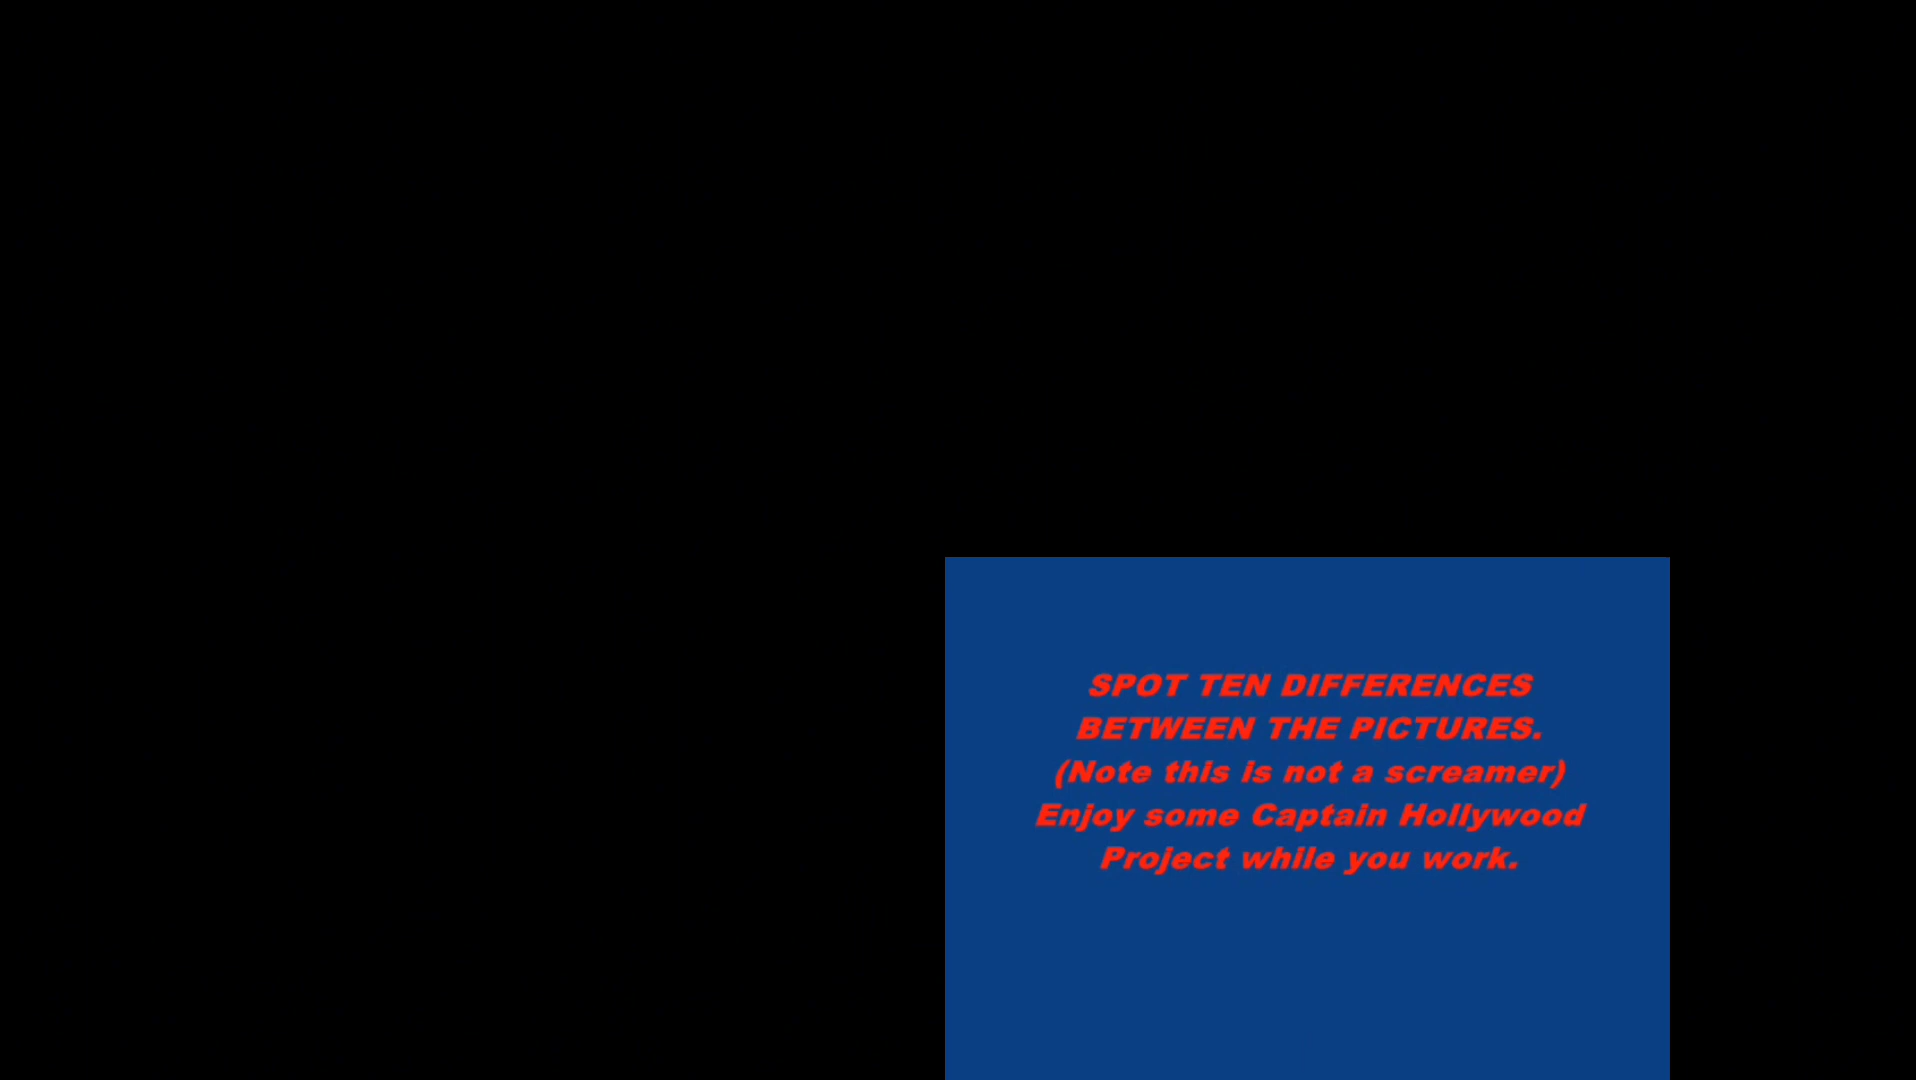 SPOT TEN DIFFERENCES
BETWEEN THE PICTURES.
(Note this is not a screamer)
Enjoy some Captain Hollywood
Project while you work.